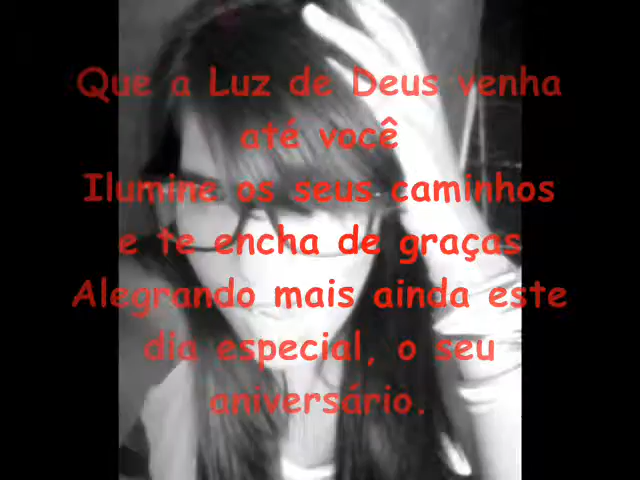 Que a Luz de Deus venha
até você
Ilumine os seus caminhos
e te encha de graças
Alegrando mais ainda este
dia especial, o seu
aniversário.